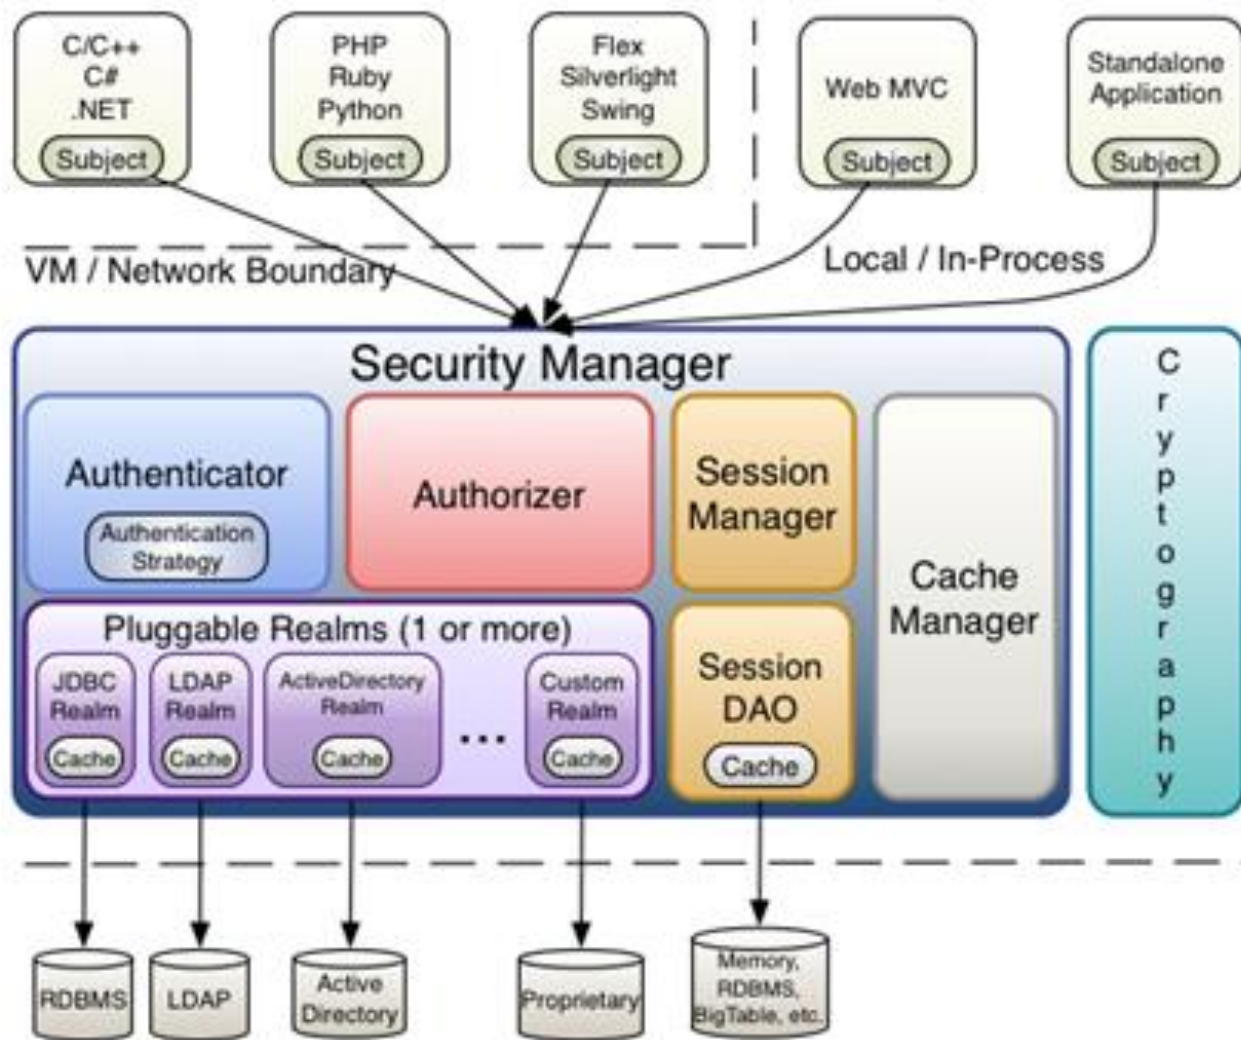 C/C++
C#
.NET
Subject
PHP
Ruby
Python
Subject
Flex
Silverlight
Swing
Subject
Web MVC
Subject
Standalone
Application
Subject
VM / Network Boundary
Local / In-Process
Security Manager
Authenticator
Authentication
Strategy
Authorizer
Session
Manager
Cache
Manager
Cryptography
Pluggable Realms (1 or more)
JDBC
Realm
Cache
LDAP
Realm
Cache
ActiveDirectory
Realm
Cache
...
Custom
Realm
Cache
Session
DAO
Cache
RDBMS
LDAP
Active
Directory
Proprietary
Memory,
RDBMS,
BigTable, etc.